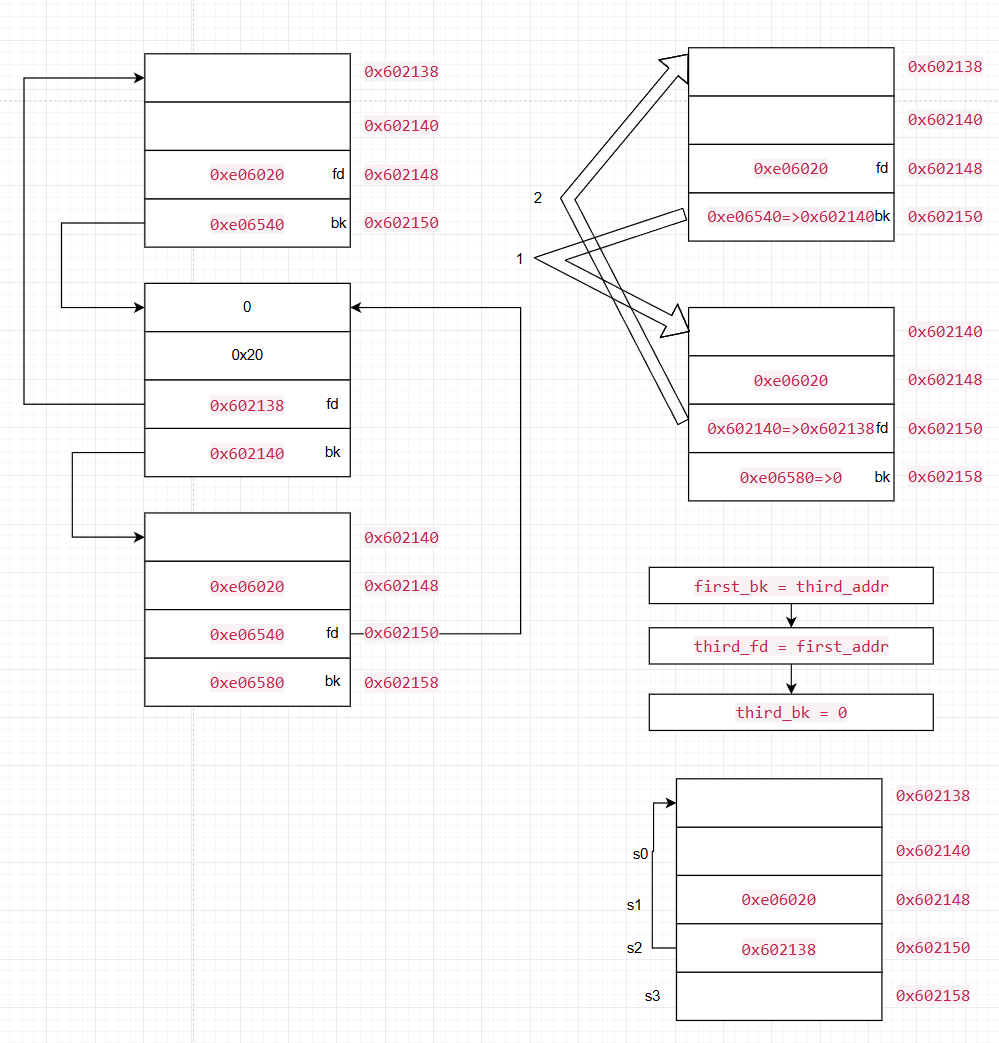 0x602138
0x602140
0xe06020 fd 0x602148
0xe06540 bk 0x602150
0
0x20
0x602138 fd
0x602140 bk
0x602140
0xe06020 0x602148
0xe06540 fd 0x602150
0xe06580 bk 0x602158
0x602138
0x602140
0xe06020 fd 0x602148
2
0xe06540=>0x602140 bk 0x602150
1
0x602140
0xe06020 0x602148
0x602140=>0x602138 fd 0x602150
0xe06580=>0 bk 0x602158
first_bk = third_addr
third_fd = first_addr
third_bk = 0
0x602138
s0 0x602140
s1 0xe06020 0x602148
s2 0x602138 0x602150
s3 0x602158